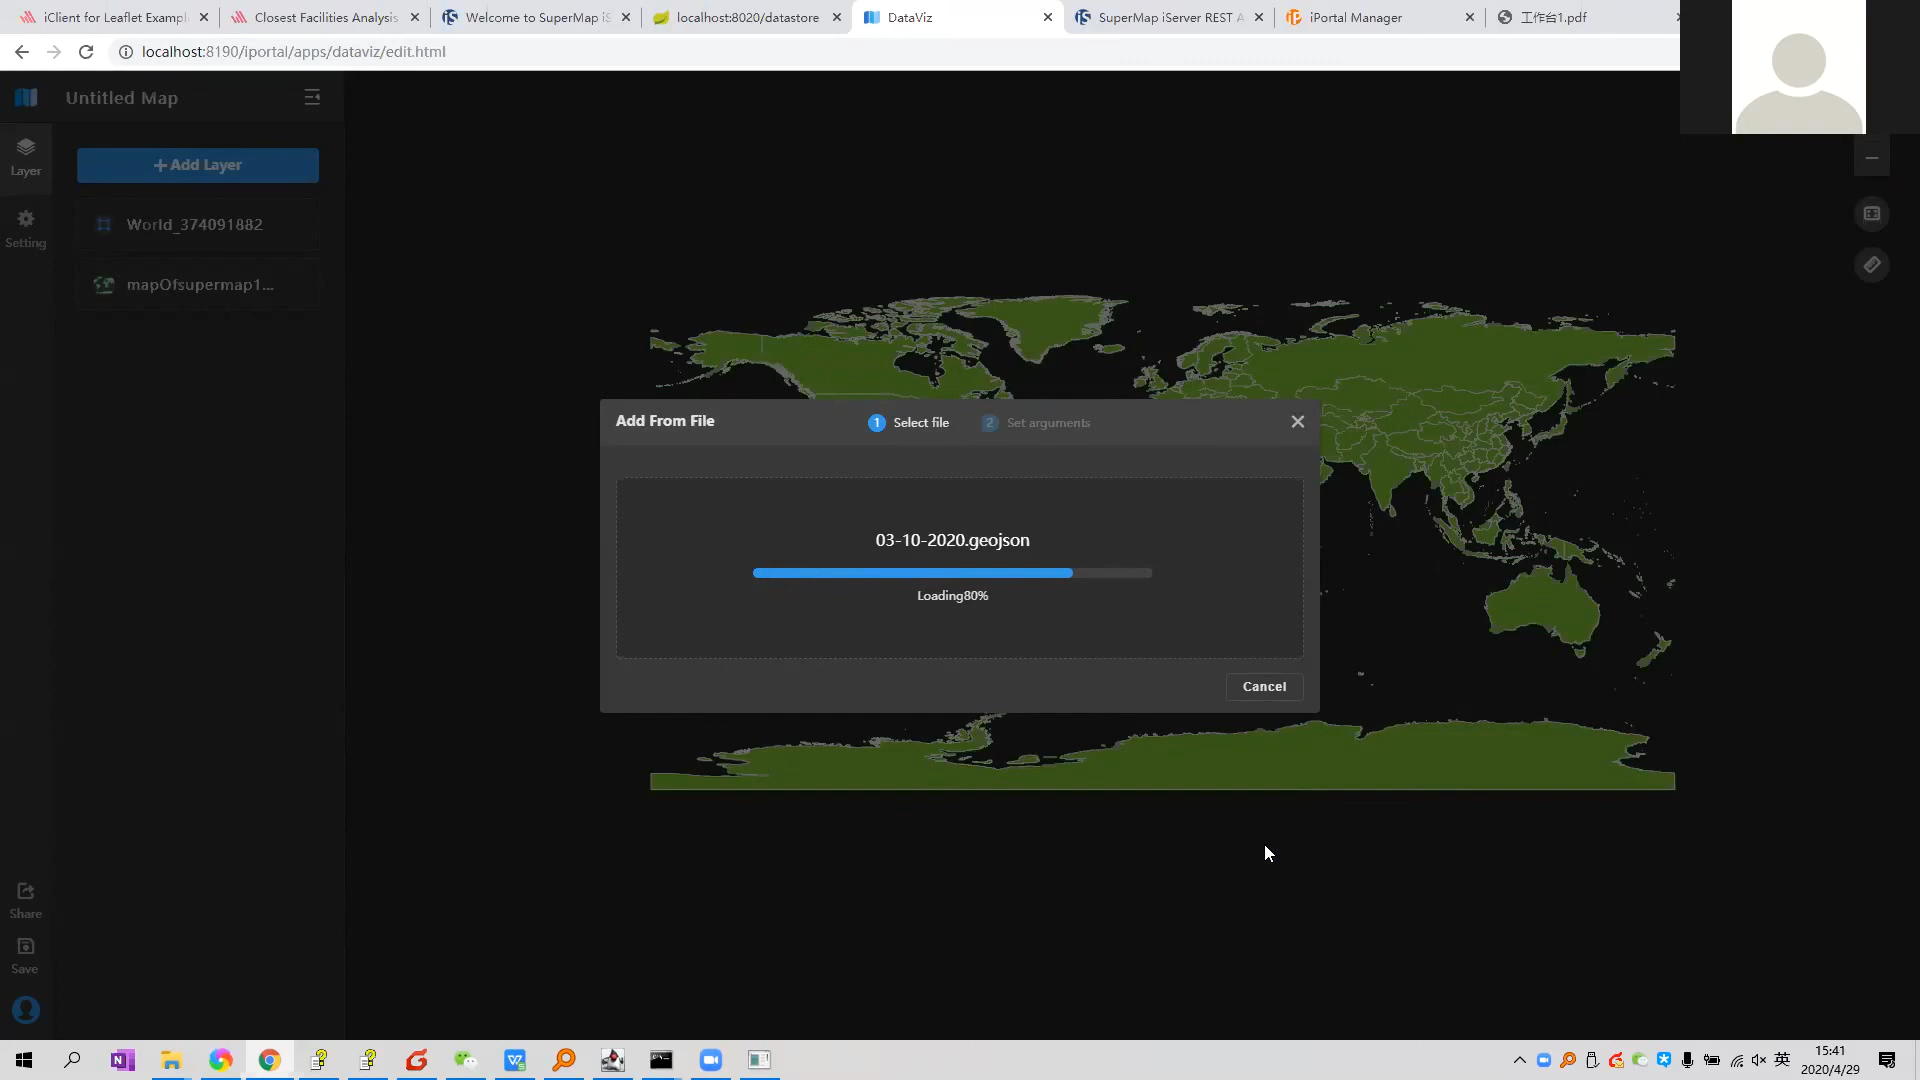 iClient for Leaflet Exampl
Closest Facilities Analysis
Welcome to SuperMap iS
localhost:8020/datastore
DataViz
SuperMap iServer REST A
iPortal Manager
工作台1.pdf
localhost:8190/iportal/apps/dataviz/edit.html
Untitled Map
Layer
+ Add Layer
World_374091882
Setting
mapOfsupermap1...
Add From File
1 Select file
2 Set arguments
03-10-2020.geojson
Loading80%
Cancel
Share
Save
英
15:41
2020/4/29